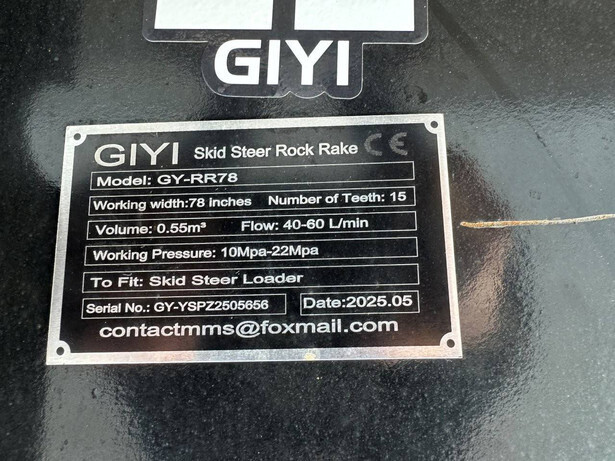 GIYI
GIYI Skid Steer Rock Rake CE
Model: GY-RR78
Working width:78 inches Number of Teeth: 15
Volume: 0.55m³ Flow: 40-60 L/min
Working Pressure: 10Mpa-22Mpa
To Fit: Skid Steer Loader
Serial No.: GY-YSPZ2505656 Date:2025.05
contactmms@foxmail.com